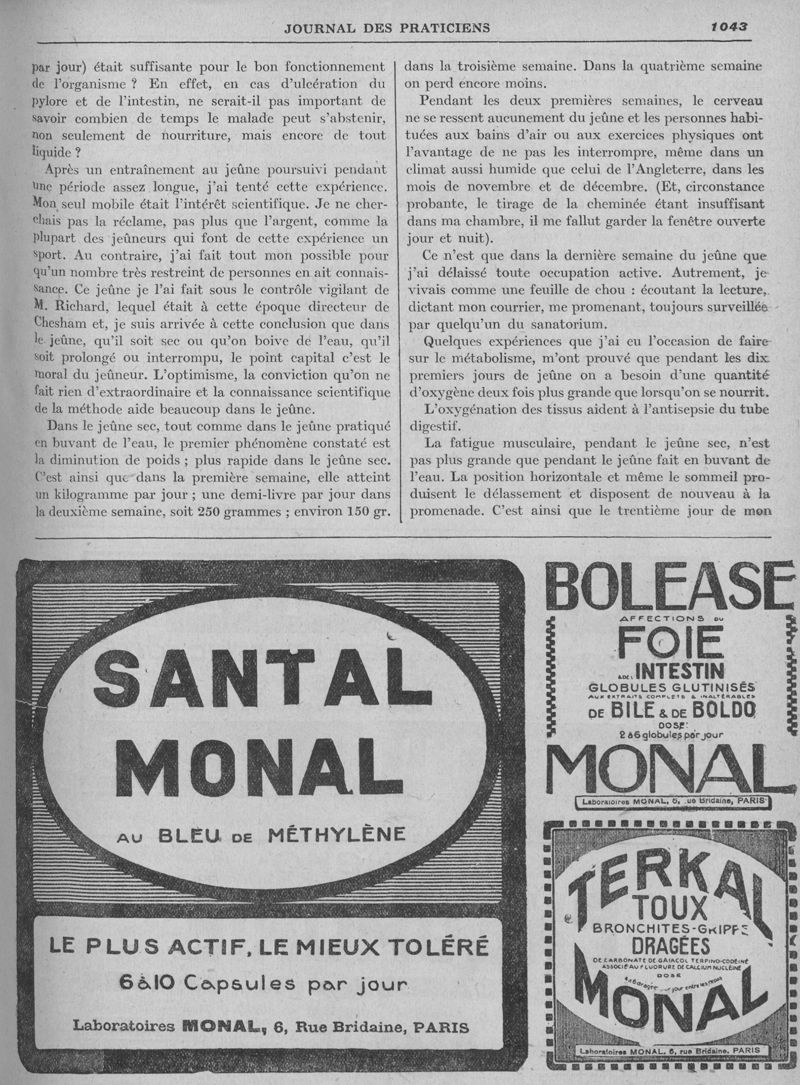 JOURNAL DES PRATICIENS 1043
par jour) était suffisante pour le bon fonctionnement
de l'organisme ? En effet, en cas d'ulcération du
pylore et de l'intestin, ne serait-il pas important de
savoir combien de temps le malade peut s'abstenir,
non seulement de nourriture, mais encore de tout
liquide ?
Après un entraînement au jeûne poursuivi pendant
une période assez longue, j'ai tenté cette expérience.
Mon seul mobile était l'intérêt scientifique. Je ne cher-
chais pas la réclame, pas plus que l'argent, comme la
plupart des jeûneurs qui font de cette expérience un
sport. Au contraire, j'ai fait tout mon possible pour
qu'un nombre très restreint de personnes en ait connais-
sance. Ce jeûne je l'ai fait sous le contrôle vigilant de
M. Richard, lequel était à cette époque directeur de
Chesham et, je suis arrivée à cette conclusion que dans
le jeûne, qu'il soit sec ou qu'on boive de l'eau, qu'il
soit prolongé ou interrompu, le point capital c'est le
moral du jeûneur. L'optimisme, la conviction qu'on ne
fait rien d'extraordinaire et la connaissance scientifique
de la méthode aide beaucoup dans le jeûne.
Dans le jeûne sec, tout comme dans le jeûne pratiqué
en buvant de l'eau, le premier phénomène constaté est
la diminution de poids ; plus rapide dans le jeûne sec.
C'est ainsi que dans la première semaine, elle atteint
un kilogramme par jour ; une demi-livre par jour dans
la deuxième semaine, soit 250 grammes ; environ 150 gr.
dans la troisième semaine. Dans la quatrième semaine
on perd encore moins.
Pendant les deux premières semaines, le cerveau
ne se ressent aucunement du jeûne et les personnes habi-
tuées aux bains d'air ou aux exercices physiques ont
l'avantage de ne pas les interrompre, même dans un
climat aussi humide que celui de l'Angleterre, dans les
mois de novembre et de décembre. (Et, circonstance
probante, le tirage de la cheminée étant insuffisant
dans ma chambre, il me fallut garder la fenêtre ouverte
jour et nuit).
Ce n'est que dans la dernière semaine du jeûne que
j'ai délaissé toute occupation active. Autrement, je
vivais comme une feuille de chou : écoutant la lecture,
dictant mon courrier, me promenant, toujours surveillée
par quelqu'un du sanatorium.
Quelques expériences que j'ai eu l'occasion de faire
sur le métabolisme, m'ont prouvé que pendant les dix
premiers jours de jeûne on a besoin d'une quantité
d'oxygène deux fois plus grande que lorsqu'on se nourrit.
L'oxygénation des tissus aident à l'antisepsie du tube
digestif.
La fatigue musculaire, pendant le jeûne sec, n'est
pas plus grande que pendant le jeûne fait en buvant de
l'eau. La position horizontale et même le sommeil pro-
duisent le délassement et disposent de nouveau à la
promenade. C'est ainsi que le trentième jour de mon
SANTAL
MONAL
AU BLEU DE MÉTHYLÈNE
LE PLUS ACTIF, LE MIEUX TOLÉRÉ
6 à 10 Capsules par jour
Laboratoires MONAL, 6, Rue Bridaine, PARIS
BOLEASE
AFFECTIONS DU
FOIE
& DE L'INTESTIN
GLOBULES GLUTINISÉS
AUX EXTRAITS COMPLETS & INALTÉRABLES
DE BILE & DE BOLDO
DOSE:
2 à 6 globules par jour
MONAL
Laboratoires MONAL, 6, rue Bridaine, PARIS
TERKAL
TOUX
BRONCHITES-GRIPPE
DRAGÉES
DE CARBONATE DE GAIACOL TERPINO-CODÉINÉ
ASSOCIÉ AU FLUORURE DE CALCIUM NUCLÉINÉ
DOSE
jour entre les repas
MONAL
Laboratoires MONAL, 6, rue Bridaine, PARIS